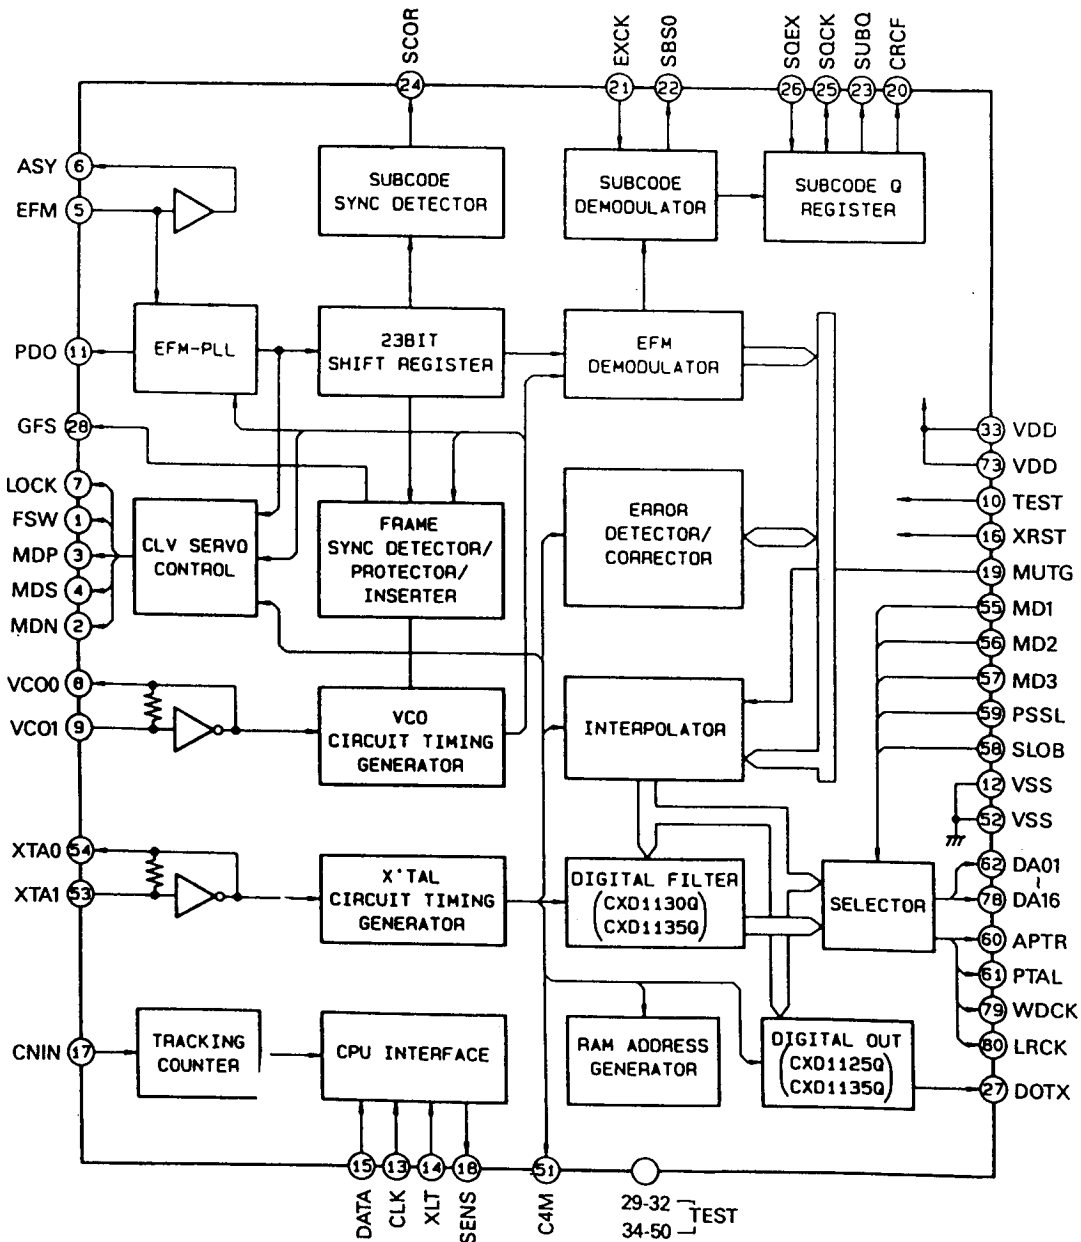 SCOR
EXCK
SBS0
SQEX
SQCK
SUBQ
CRCF
24
21
22
26
25
23
20
ASY
6
EFM
5
SUBCODE
SYNC DETECTOR
SUBCODE
DEMODULATOR
SUBCODE Q
REGISTER
PDO
11
EFM-PLL
23BIT
SHIFT REGISTER
EFM
DEMODULATOR
GFS
28
33
VDD
LOCK
7
73
VDD
FSW
1
10
TEST
MDP
3
16
XRST
MDS
4
19
MUTG
MDN
2
55
MD1
CLV SERVO
CONTROL
FRAME
SYNC DETECTOR/
PROTECTOR/
INSERTER
ERROR
DETECTOR/
CORRECTOR
56
MD2
57
MD3
VCO0
8
59
PSSL
VCO1
9
58
SLOB
VCO
CIRCUIT TIMING
GENERATOR
INTERPOLATOR
12
VSS
52
VSS
XTA0
54
XTA1
53
X'TAL
CIRCUIT TIMING
GENERATOR
DIGITAL FILTER
(CXD1130Q)
(CXD1135Q)
SELECTOR
62
DA01
~
78
DA16
60
APTR
61
PTAL
79
WDCK
80
LRCK
27
DOTX
CNIN
17
TRACKING
COUNTER
CPU INTERFACE
RAM ADDRESS
GENERATOR
DIGITAL OUT
(CXD1125Q)
(CXD1135Q)
15
13
14
18
51
DATA
CLK
XLT
SENS
C4M
29-32
34-50
TEST